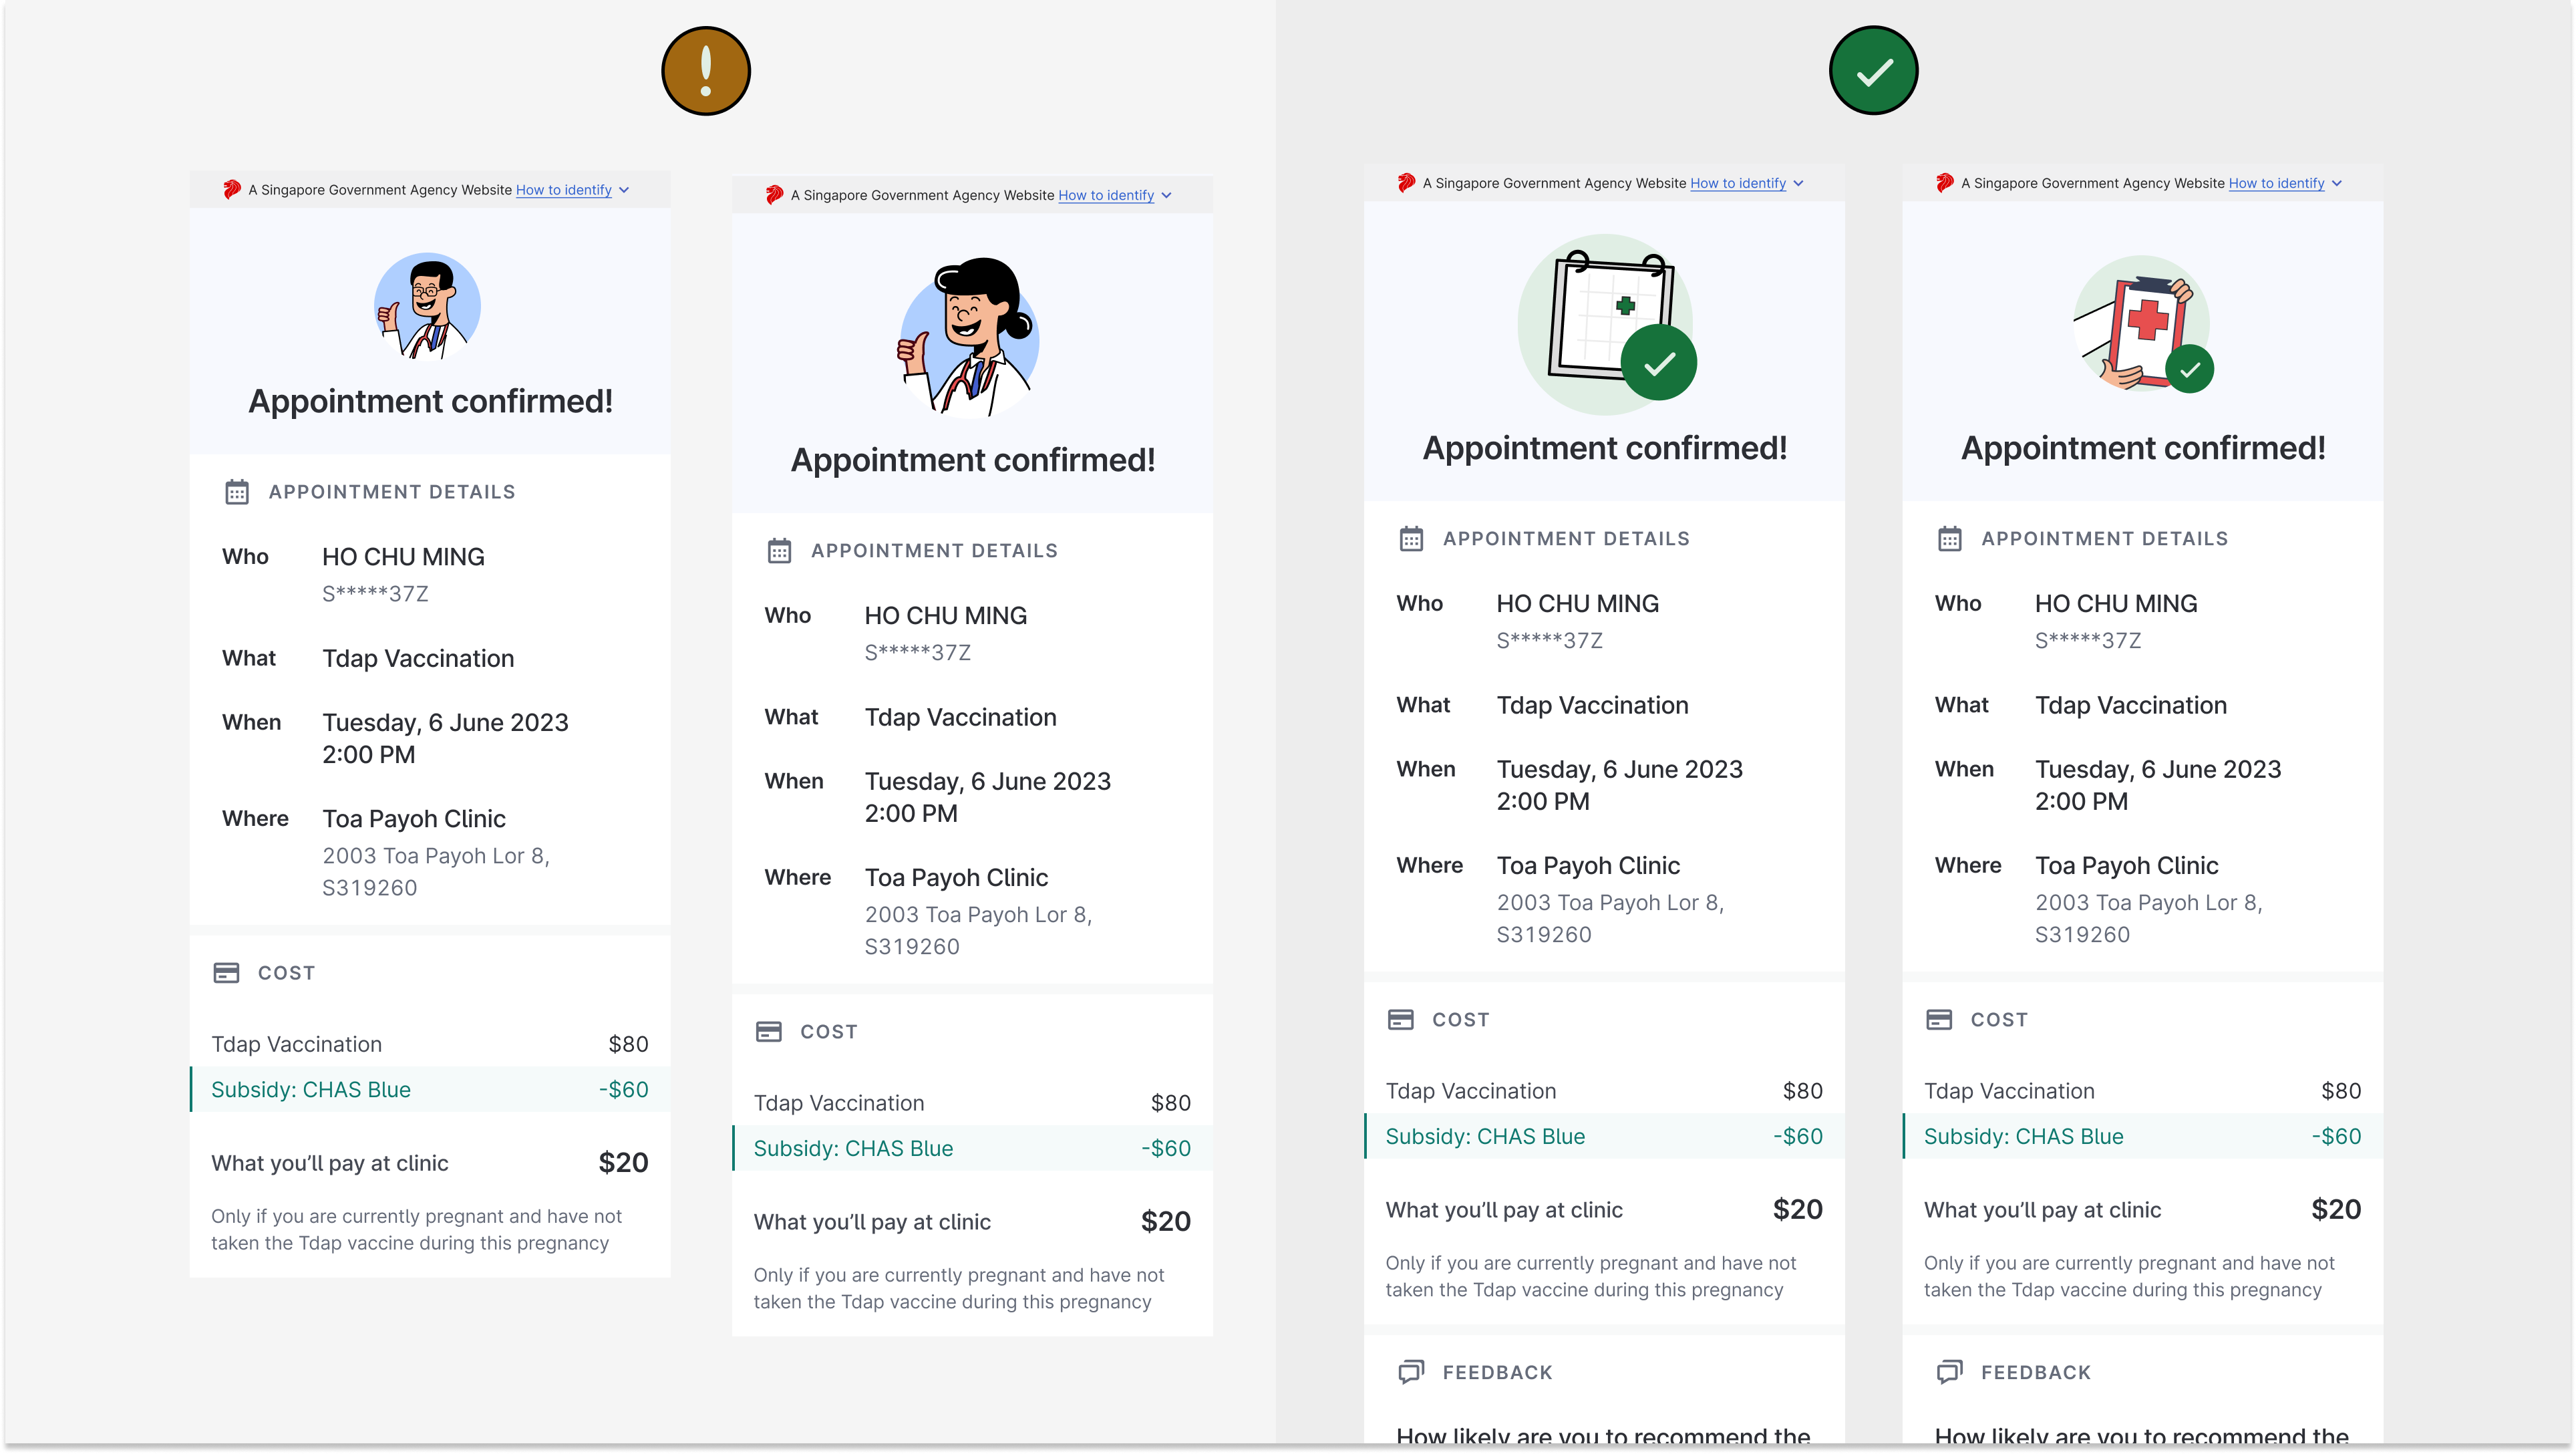 A Singapore Government Agency Website How to identify
Appointment confirmed!
APPOINTMENT DETAILS
Who HO CHU MING
S*****37Z
What Tdap Vaccination
When Tuesday, 6 June 2023
2:00 PM
Where Toa Payoh Clinic
2003 Toa Payoh Lor 8,
S319260
COST
Tdap Vaccination $80
Subsidy: CHAS Blue -$60
What you’ll pay at clinic $20
Only if you are currently pregnant and have not
taken the Tdap vaccine during this pregnancy
A Singapore Government Agency Website How to identify
Appointment confirmed!
APPOINTMENT DETAILS
Who HO CHU MING
S*****37Z
What Tdap Vaccination
When Tuesday, 6 June 2023
2:00 PM
Where Toa Payoh Clinic
2003 Toa Payoh Lor 8,
S319260
COST
Tdap Vaccination $80
Subsidy: CHAS Blue -$60
What you’ll pay at clinic $20
Only if you are currently pregnant and have not
taken the Tdap vaccine during this pregnancy
A Singapore Government Agency Website How to identify
Appointment confirmed!
APPOINTMENT DETAILS
Who HO CHU MING
S*****37Z
What Tdap Vaccination
When Tuesday, 6 June 2023
2:00 PM
Where Toa Payoh Clinic
2003 Toa Payoh Lor 8,
S319260
COST
Tdap Vaccination $80
Subsidy: CHAS Blue -$60
What you’ll pay at clinic $20
Only if you are currently pregnant and have not
taken the Tdap vaccine during this pregnancy
FEEDBACK
How likely are you to recommend the
A Singapore Government Agency Website How to identify
Appointment confirmed!
APPOINTMENT DETAILS
Who HO CHU MING
S*****37Z
What Tdap Vaccination
When Tuesday, 6 June 2023
2:00 PM
Where Toa Payoh Clinic
2003 Toa Payoh Lor 8,
S319260
COST
Tdap Vaccination $80
Subsidy: CHAS Blue -$60
What you’ll pay at clinic $20
Only if you are currently pregnant and have not
taken the Tdap vaccine during this pregnancy
FEEDBACK
How likely are you to recommend the